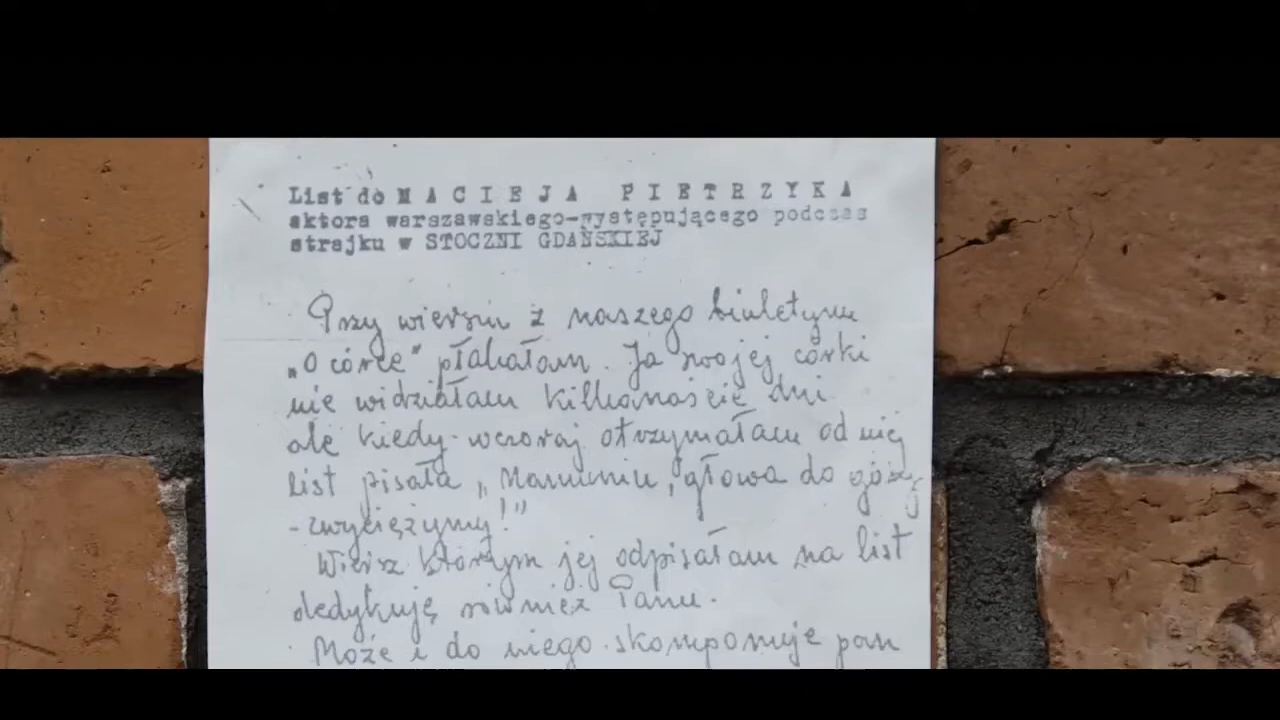 List do M A C I E J A P I E T R Z Y K A
aktora warszawskiego-występującego podczas
strajku w STOCZNI GDAŃSKIEJ
Przy wierszu z naszego biuletynu
„O córce" płakałam. Ja swojej córki
nie widziałam kilkanaście dni
ale kiedy wczoraj otrzymałam od niej
list pisała „Mamuniu, głowa do góry
- zwyciężymy!"
Wiersz którym jej odpisałam na list
dedykuję również Panu.
Może i do niego skomponuje pan